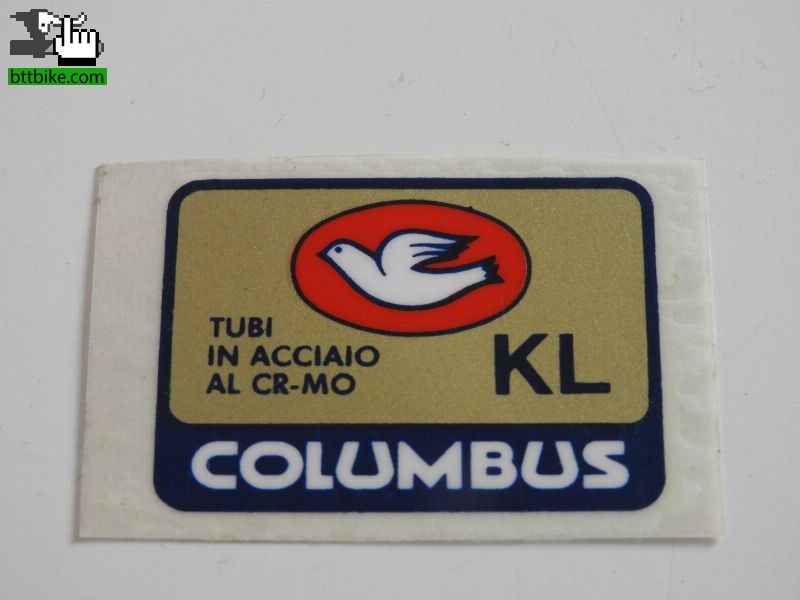 bttbike.com
TUBI
IN ACCIAIO
AL CR-MO
KL
COLUMBUS